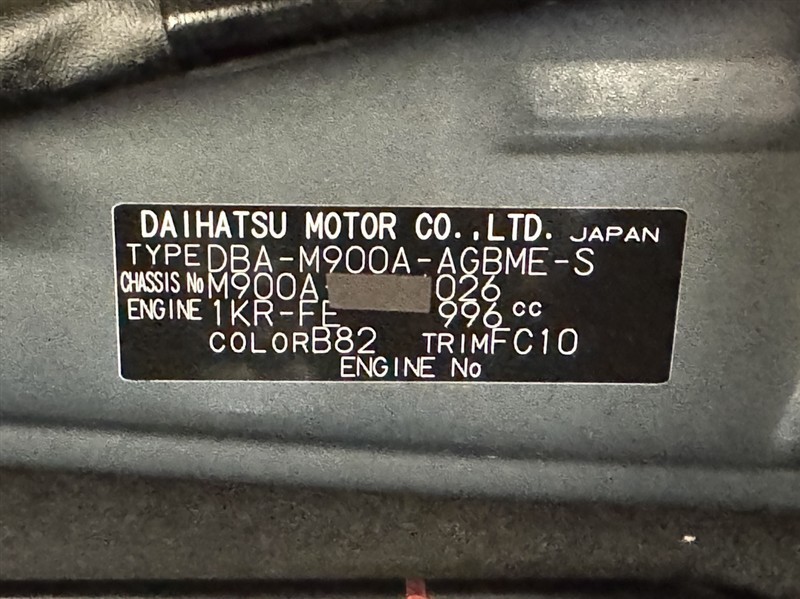 DAIHATSU MOTOR CO.,LTD. JAPAN
TYPE DBA-M900A-AGBME-S
CHASSIS No M900A- 026
ENGINE 1KR-FE 996 cc
COLOR B82 TRIM FC10
ENGINE No